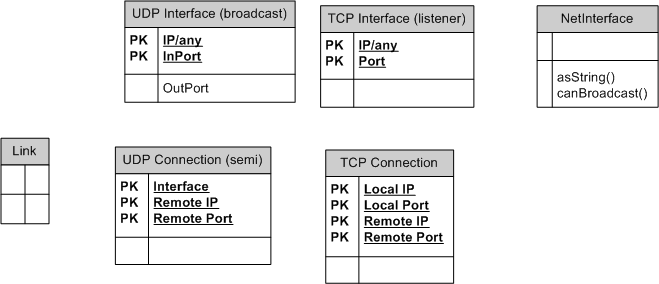 UDP Interface (broadcast)
PK IP/any
PK InPort
OutPort
TCP Interface (listener)
PK IP/any
PK Port
NetInterface
asString()
canBroadcast()
Link
UDP Connection (semi)
PK Interface
PK Remote IP
PK Remote Port
TCP Connection
PK Local IP
PK Local Port
PK Remote IP
PK Remote Port